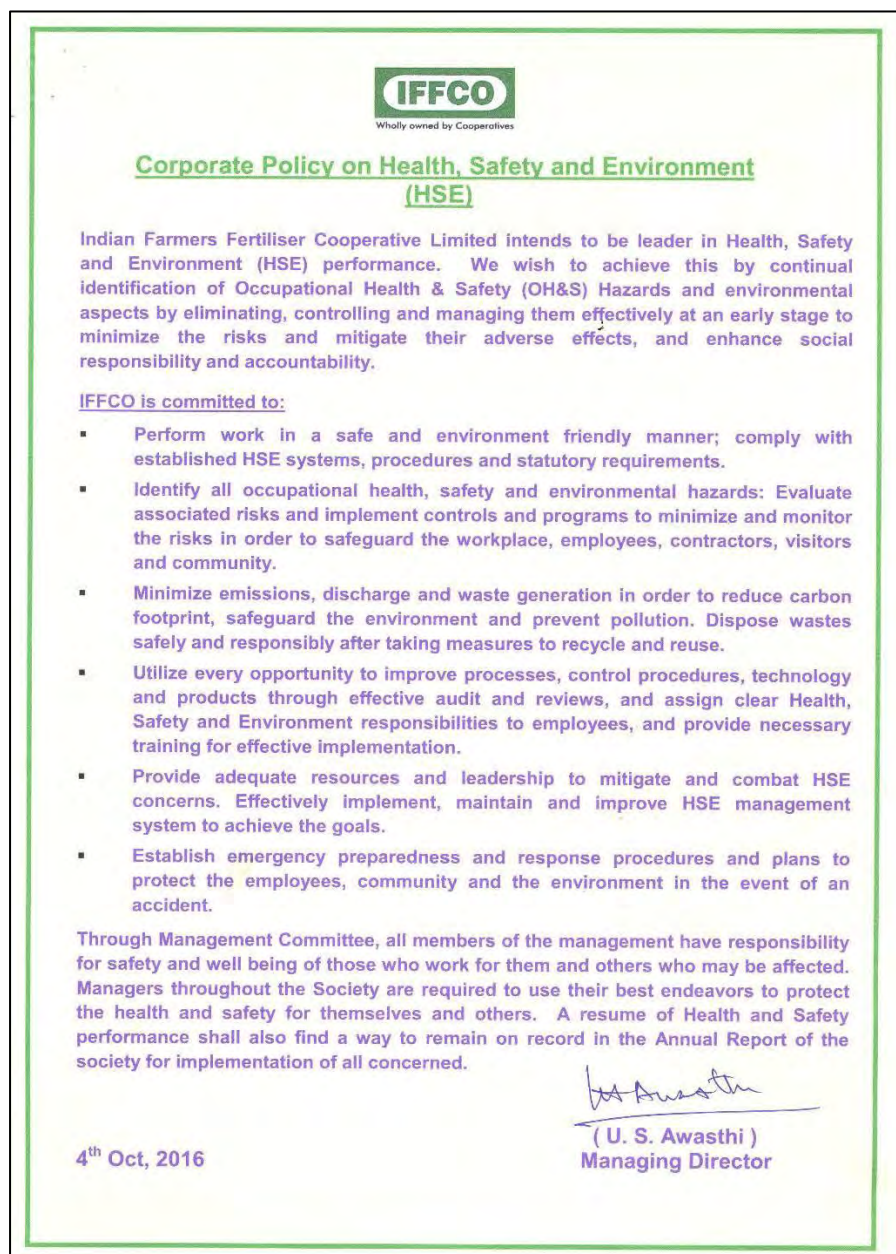 IFFCO
Wholly owned by Cooperatives
Corporate Policy on Health, Safety and Environment
(HSE)
Indian Farmers Fertiliser Cooperative Limited intends to be leader in Health, Safety
and Environment (HSE) performance. We wish to achieve this by continual
identification of Occupational Health & Safety (OH&S) Hazards and environmental
aspects by eliminating, controlling and managing them effectively at an early stage to
minimize the risks and mitigate their adverse effects, and enhance social
responsibility and accountability.
IFFCO is committed to:
▪ Perform work in a safe and environment friendly manner; comply with
established HSE systems, procedures and statutory requirements.
▪ Identify all occupational health, safety and environmental hazards: Evaluate
associated risks and implement controls and programs to minimize and monitor
the risks in order to safeguard the workplace, employees, contractors, visitors
and community.
▪ Minimize emissions, discharge and waste generation in order to reduce carbon
footprint, safeguard the environment and prevent pollution. Dispose wastes
safely and responsibly after taking measures to recycle and reuse.
▪ Utilize every opportunity to improve processes, control procedures, technology
and products through effective audit and reviews, and assign clear Health,
Safety and Environment responsibilities to employees, and provide necessary
training for effective implementation.
▪ Provide adequate resources and leadership to mitigate and combat HSE
concerns. Effectively implement, maintain and improve HSE management
system to achieve the goals.
▪ Establish emergency preparedness and response procedures and plans to
protect the employees, community and the environment in the event of an
accident.
Through Management Committee, all members of the management have responsibility
for safety and well being of those who work for them and others who may be affected.
Managers throughout the Society are required to use their best endeavors to protect
the health and safety for themselves and others. A resume of Health and Safety
performance shall also find a way to remain on record in the Annual Report of the
society for implementation of all concerned.
( U. S. Awasthi )
4th Oct, 2016 Managing Director